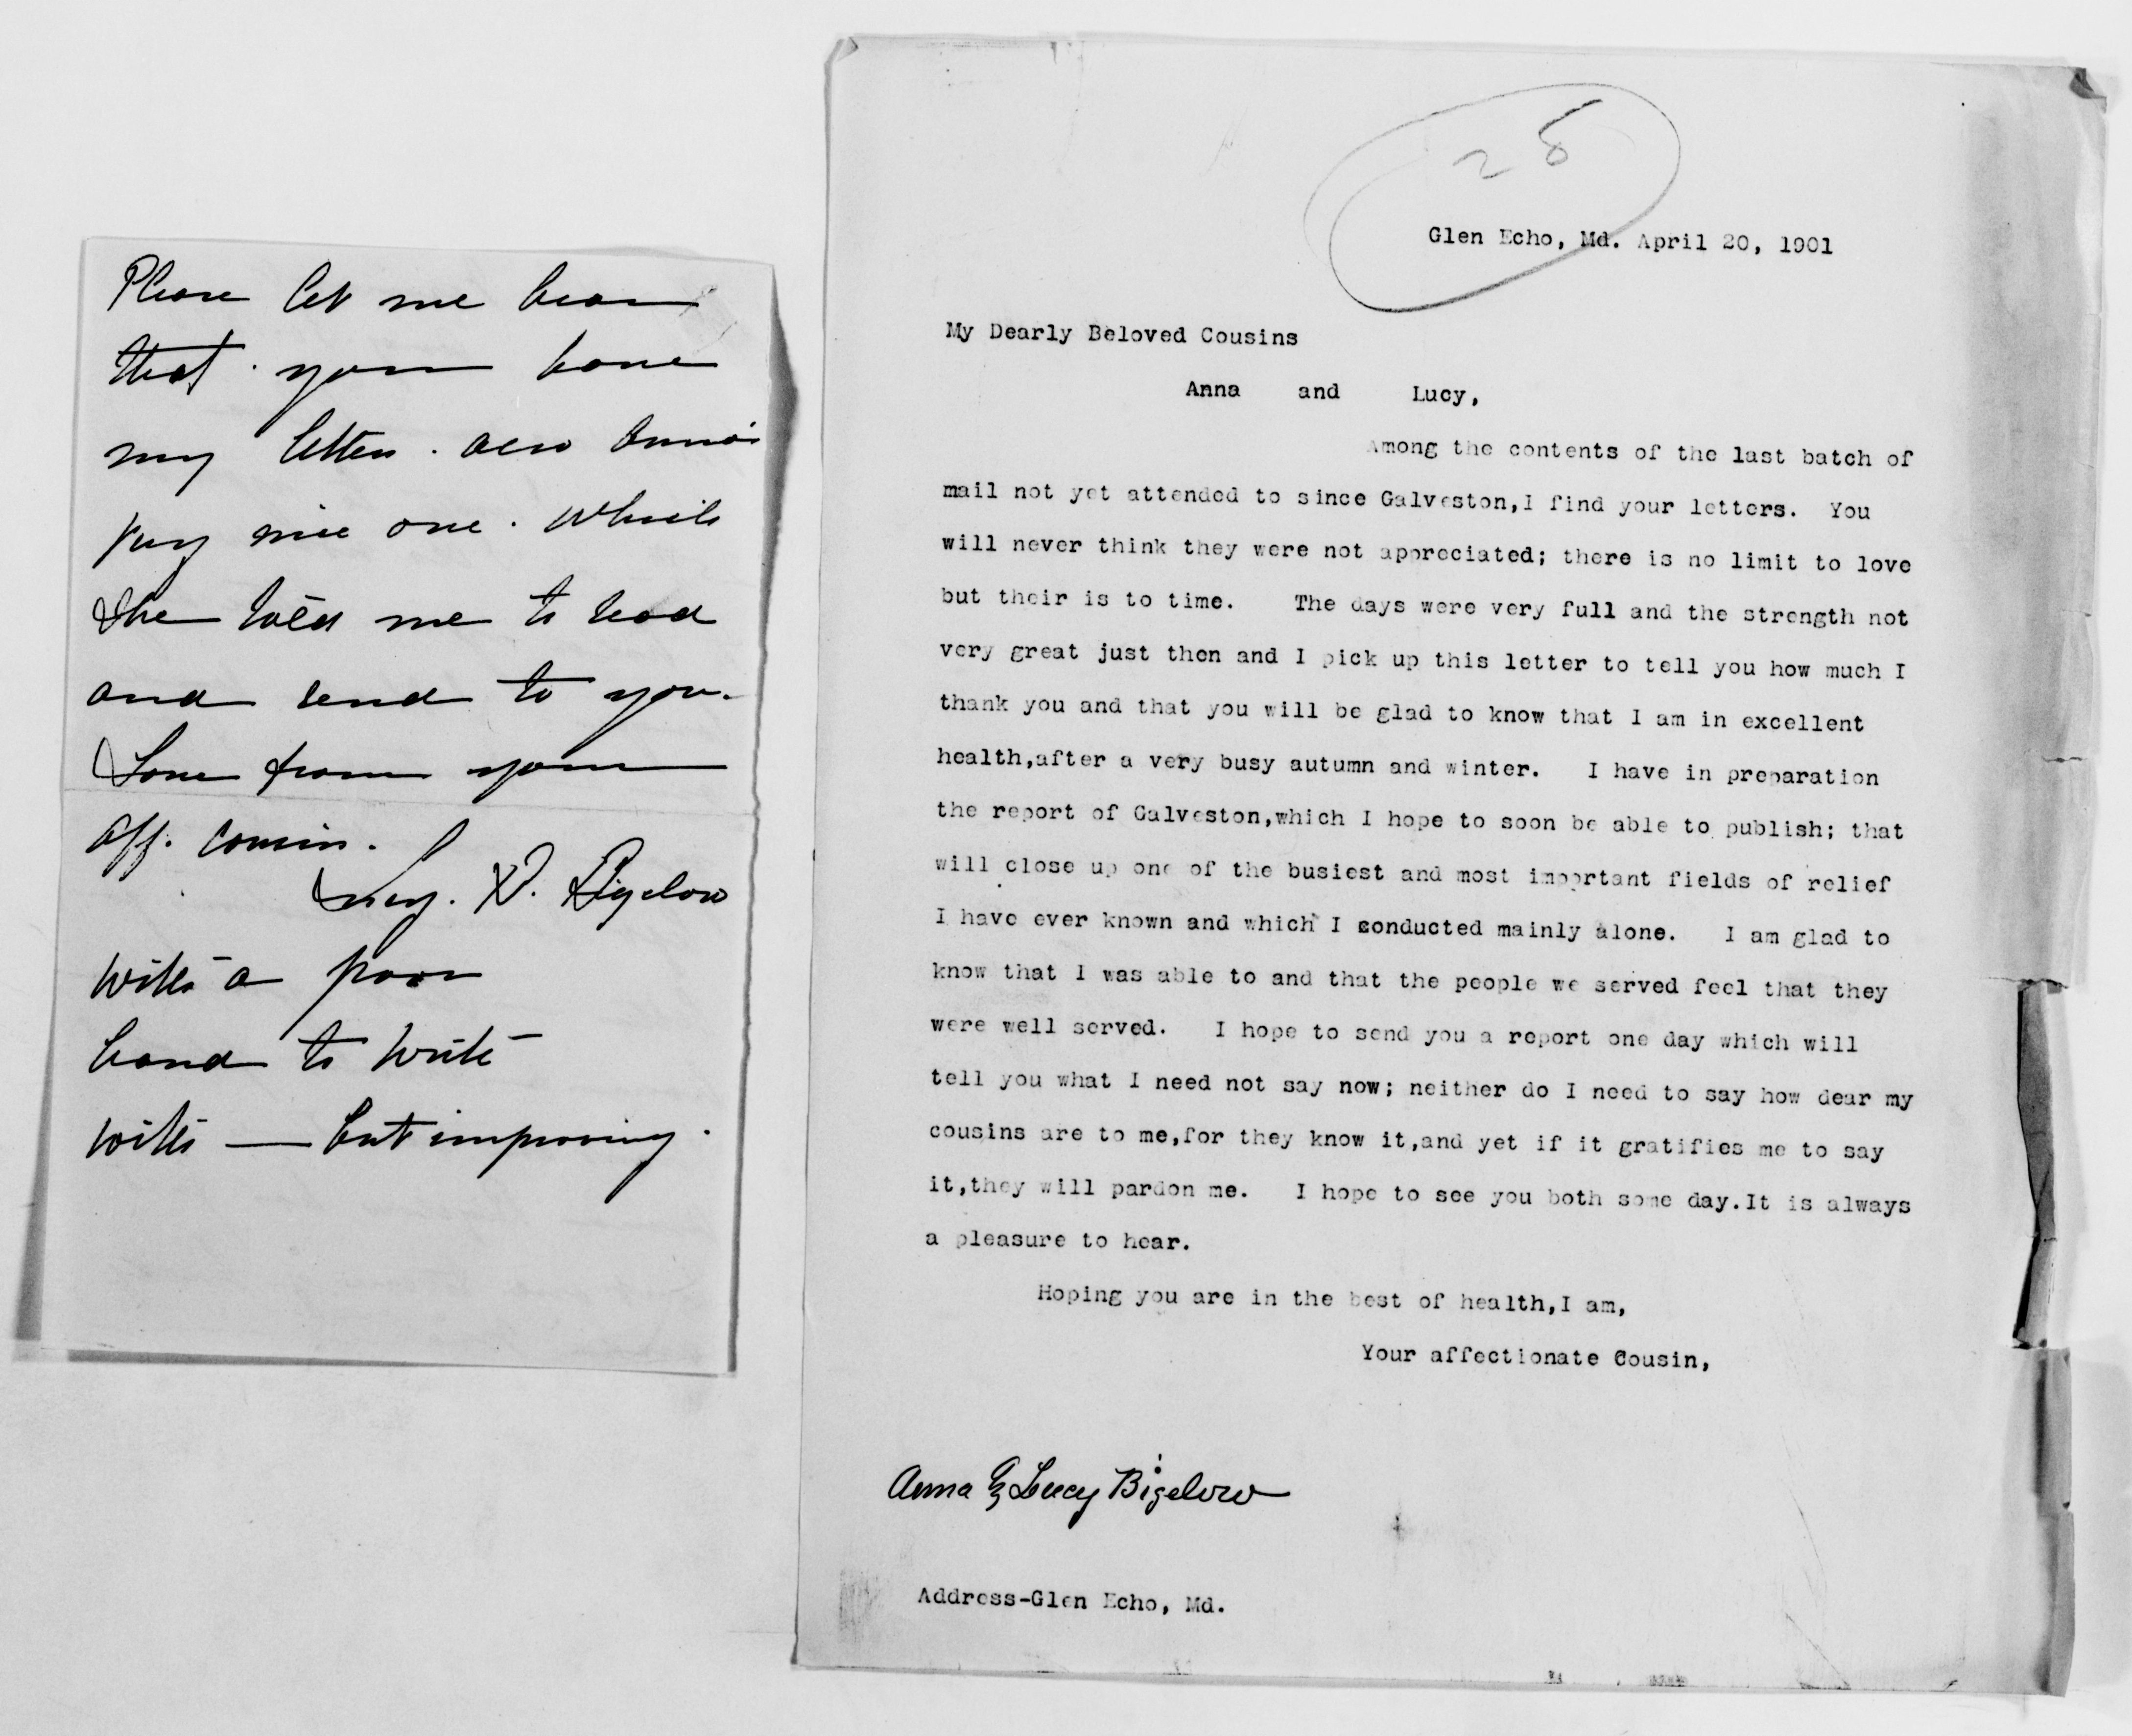 Please let me hear
that you have
my letter. also Anna's
very nice one. which
she told me to read
and send to you.
Love from your
aff. cousin.
Lucy. Bigelow
with a poor
hand to write
with — but improving.
25
Glen Echo, Md. April 20, 1901
My Dearly Beloved Cousins
Anna and Lucy,
Among the contents of the last batch of
mail not yet attended to since Galveston,I find your letters. You
will never think they were not appreciated; there is no limit to love
but their is to time. The days were very full and the strength not
very great just then and I pick up this letter to tell you how much I
thank you and that you will be glad to know that I am in excellent
health,after a very busy autumn and winter. I have in preparation
the report of Galveston,which I hope to soon be able to publish; that
will close up one of the busiest and most important fields of relief
I have ever known and which I conducted mainly alone. I am glad to
know that I was able to and that the people we served feel that they
were well served. I hope to send you a report one day which will
tell you what I need not say now; neither do I need to say how dear my
cousins are to me,for they know it,and yet if it gratifies me to say
it,they will pardon me. I hope to see you both some day.It is always
a pleasure to hear.
Hoping you are in the best of health,I am,
Your affectionate Cousin,
Anna & Lucy Bigelow
Address-Glen Echo, Md.